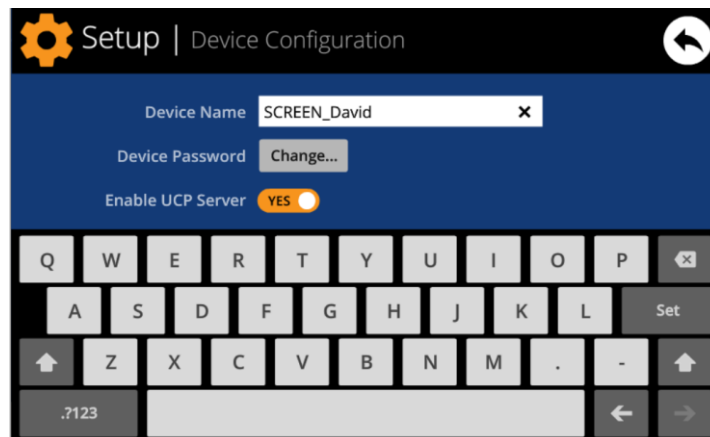 Setup | Device Configuration
Device Name SCREEN_David
Device Password Change...
Enable UCP Server YES
Q W E R T Y U I O P
A S D F G H J K L Set
Z X C V B N M . -
.?123